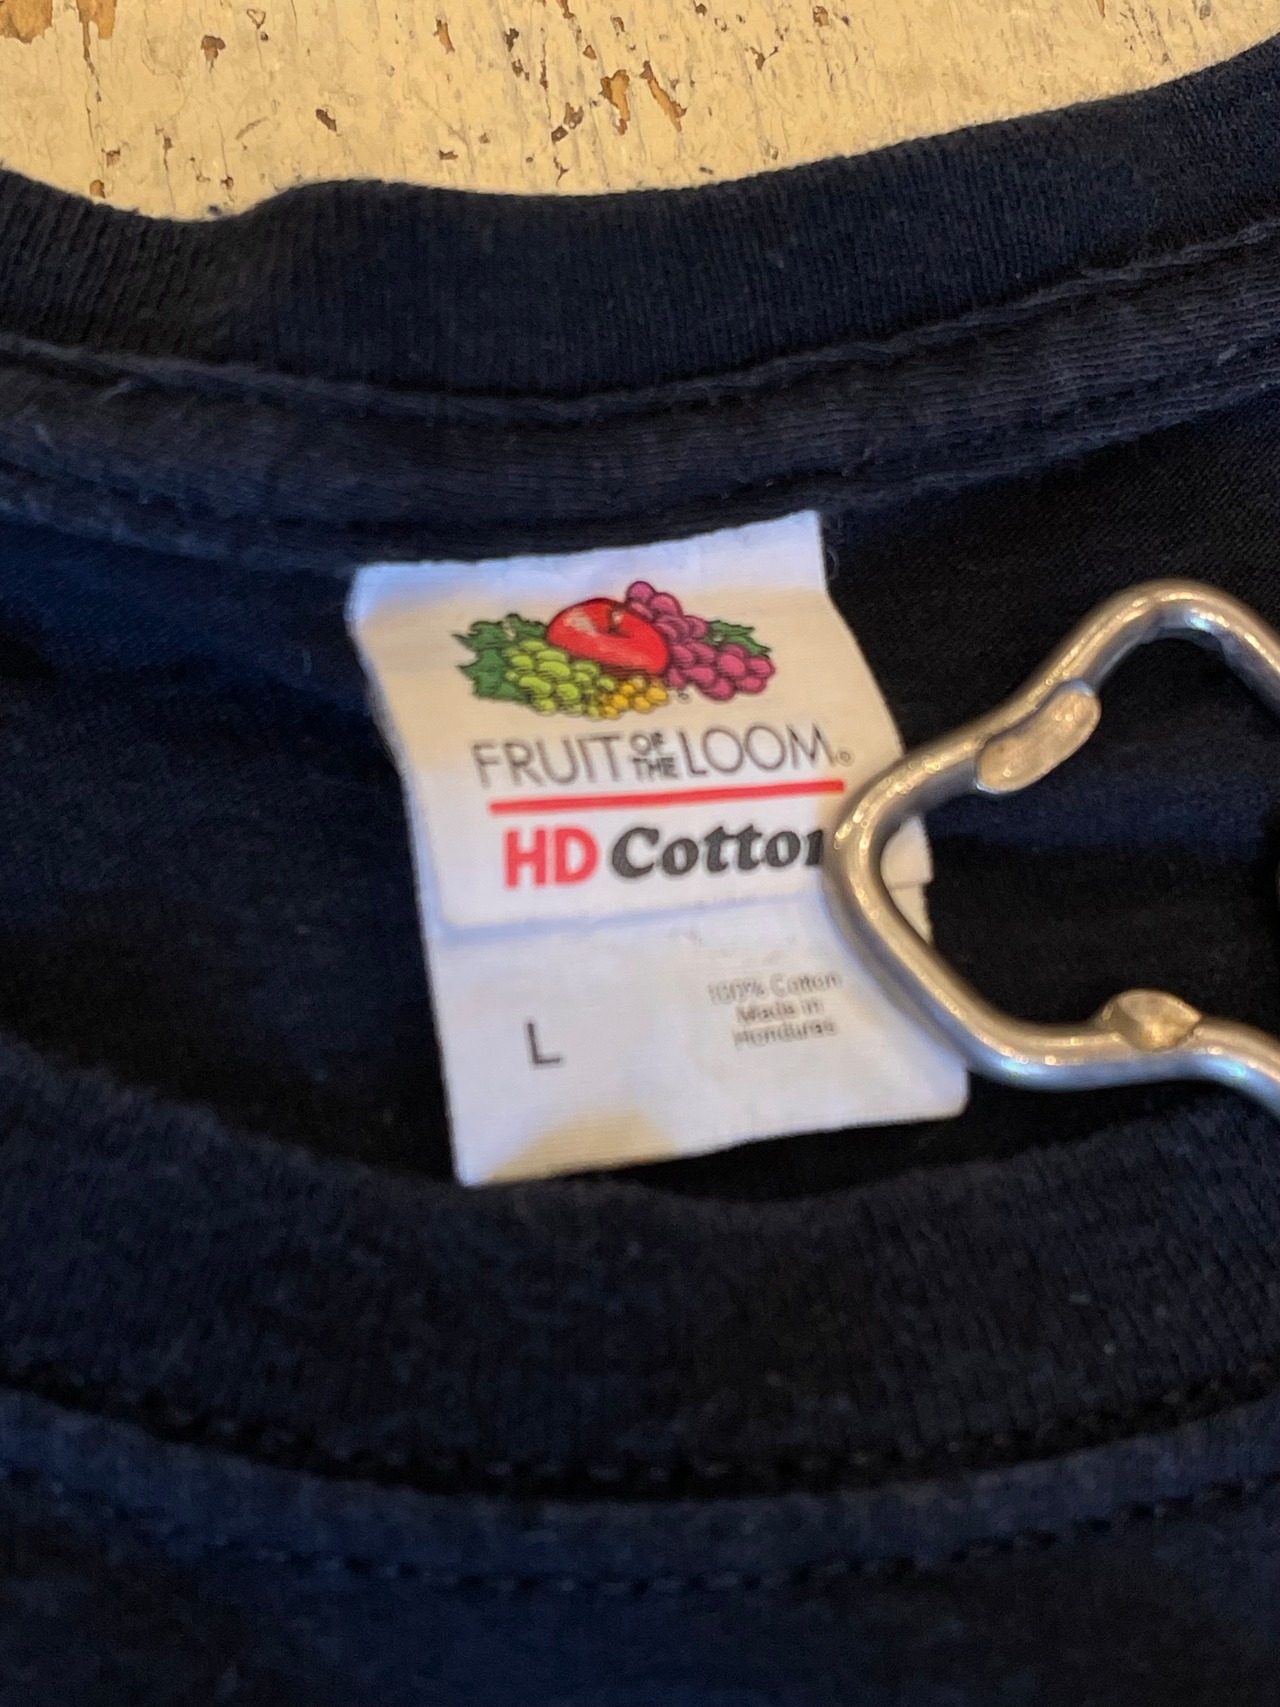 FRUIT OF THE LOOM®
HD Cotton
L
100% Cotton
Made in
Honduras